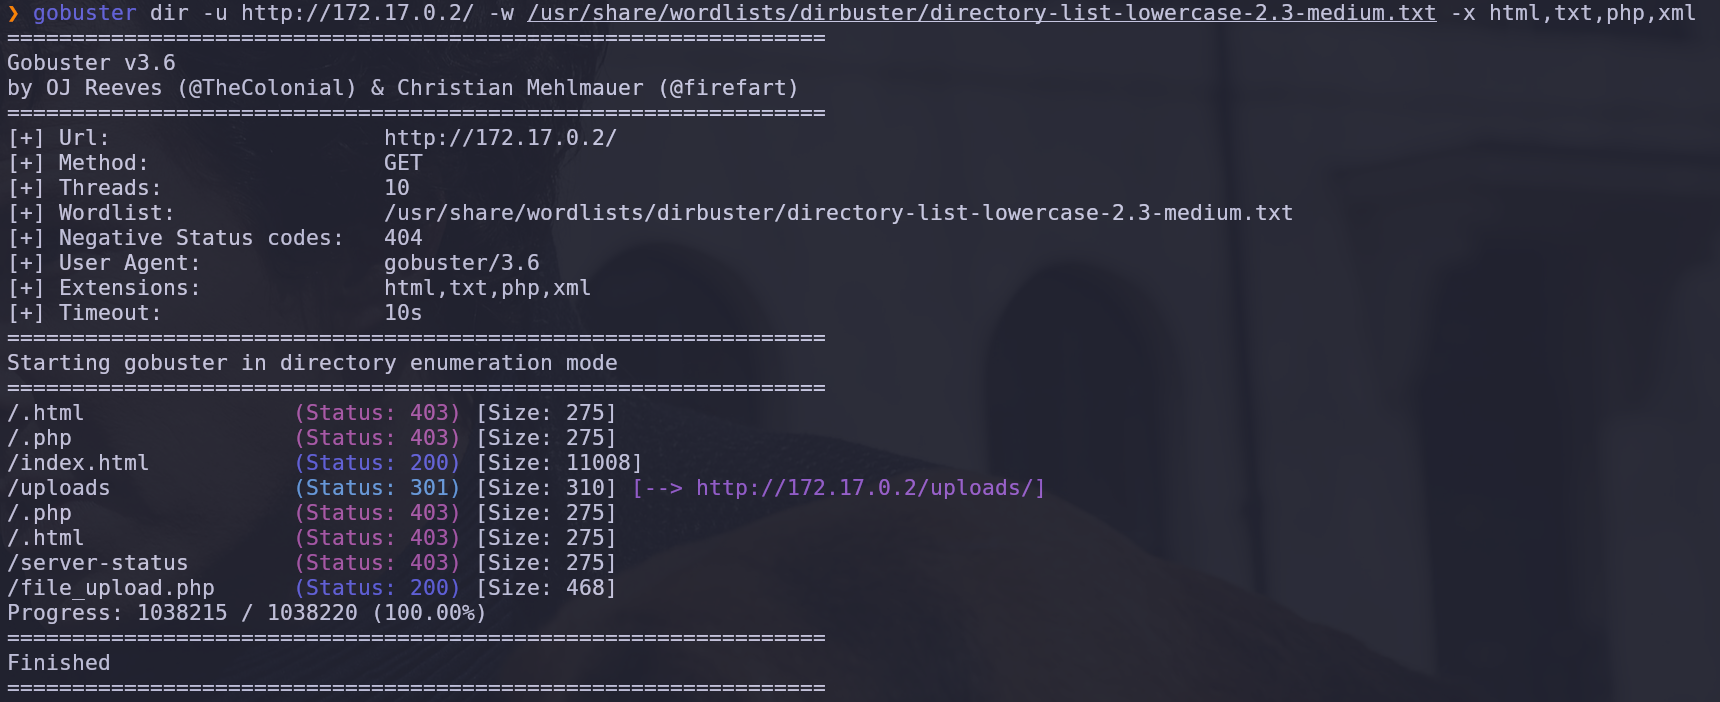 ❯ gobuster dir -u http://172.17.0.2/ -w /usr/share/wordlists/dirbuster/directory-list-lowercase-2.3-medium.txt -x html,txt,php,xml
===============================================================
Gobuster v3.6
by OJ Reeves (@TheColonial) & Christian Mehlmauer (@firefart)
===============================================================
[+] Url:                     http://172.17.0.2/
[+] Method:                  GET
[+] Threads:                 10
[+] Wordlist:                /usr/share/wordlists/dirbuster/directory-list-lowercase-2.3-medium.txt
[+] Negative Status codes:   404
[+] User Agent:              gobuster/3.6
[+] Extensions:              html,txt,php,xml
[+] Timeout:                 10s
===============================================================
Starting gobuster in directory enumeration mode
===============================================================
/.html                (Status: 403) [Size: 275]
/.php                 (Status: 403) [Size: 275]
/index.html           (Status: 200) [Size: 11008]
/uploads              (Status: 301) [Size: 310] [--> http://172.17.0.2/uploads/]
/.php                 (Status: 403) [Size: 275]
/.html                (Status: 403) [Size: 275]
/server-status        (Status: 403) [Size: 275]
/file_upload.php      (Status: 200) [Size: 468]
Progress: 1038215 / 1038220 (100.00%)
===============================================================
Finished
===============================================================